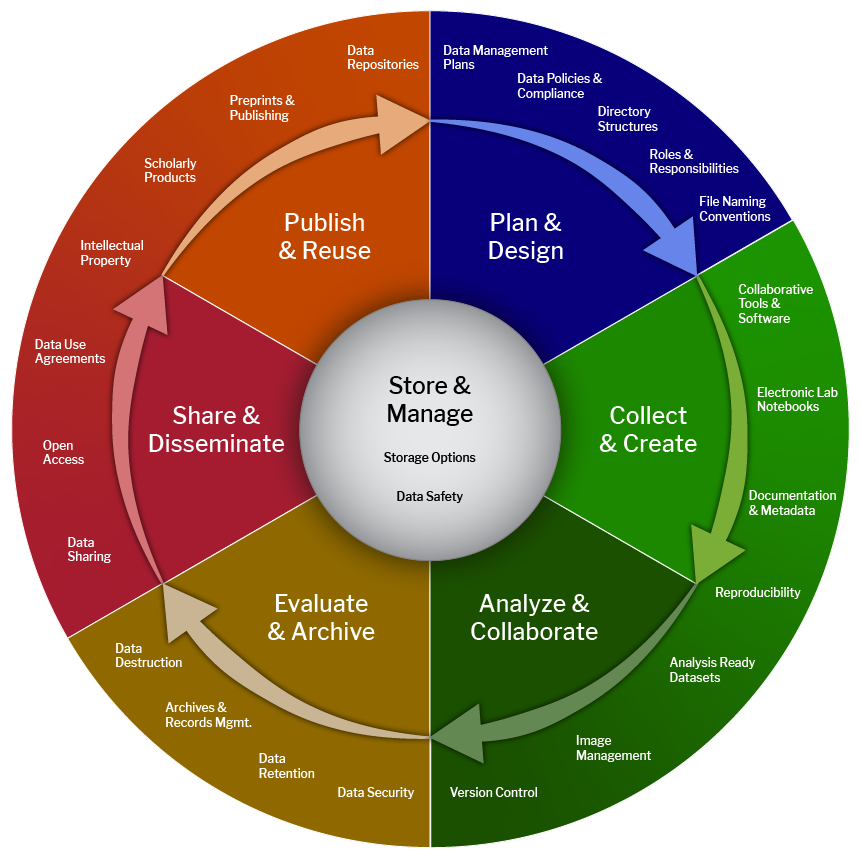 Data Management
Plans
Data Policies &
Compliance
Directory
Structures
Roles &
Responsibilities
File Naming
Conventions
Plan &
Design
Collaborative
Tools &
Software
Electronic Lab
Notebooks
Documentation
& Metadata
Reproducibility
Collect
& Create
Analysis Ready
Datasets
Image
Management
Version Control
Analyze &
Collaborate
Data Security
Data
Retention
Archives &
Records Mgmt.
Data
Destruction
Evaluate
& Archive
Data
Sharing
Open
Access
Data Use
Agreements
Share &
Disseminate
Intellectual
Property
Scholarly
Products
Preprints &
Publishing
Data
Repositories
Publish
& Reuse
Store &
Manage
Storage Options
Data Safety